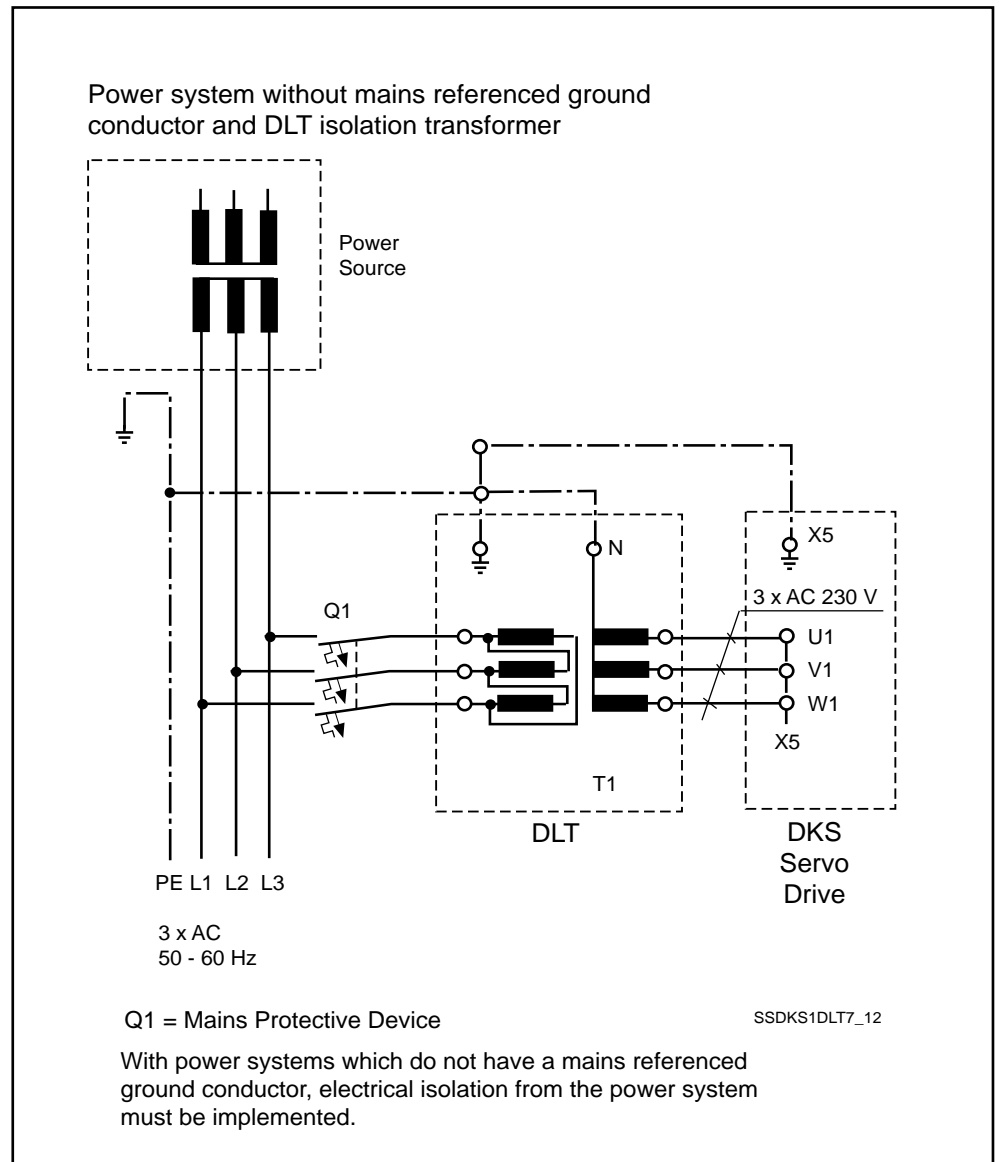 Power system without mains referenced ground
conductor and DLT isolation transformer
Power
Source
X5
N
3 x AC 230 V
Q1
U1
V1
W1
X5
T1
DLT
DKS
Servo
Drive
PE L1 L2 L3
3 x AC
50 - 60 Hz
Q1 = Mains Protective Device
SSDKS1DLT7_12
With power systems which do not have a mains referenced
ground conductor, electrical isolation from the power system
must be implemented.